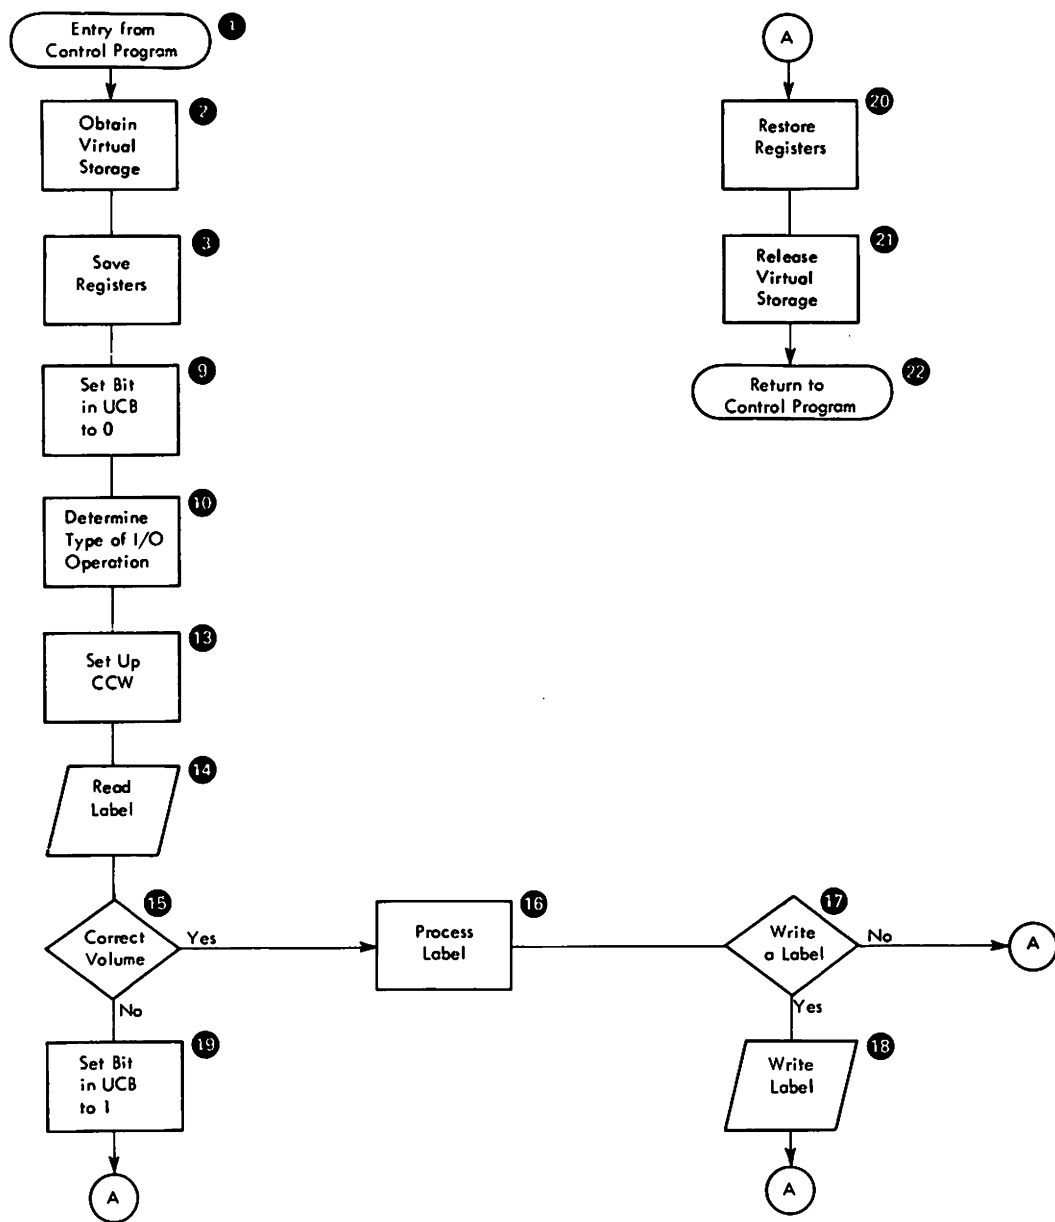 1
Entry from
Control Program
2
Obtain
Virtual
Storage
3
Save
Registers
9
Set Bit
in UCB
to 0
10
Determine
Type of I/O
Operation
13
Set Up
CCW
14
Read
Label
15
Correct
Volume
Yes
No
16
Process
Label
17
Write
a Label
No
A
Yes
18
Write
Label
A
19
Set Bit
in UCB
to 1
A
A
20
Restore
Registers
21
Release
Virtual
Storage
22
Return to
Control Program